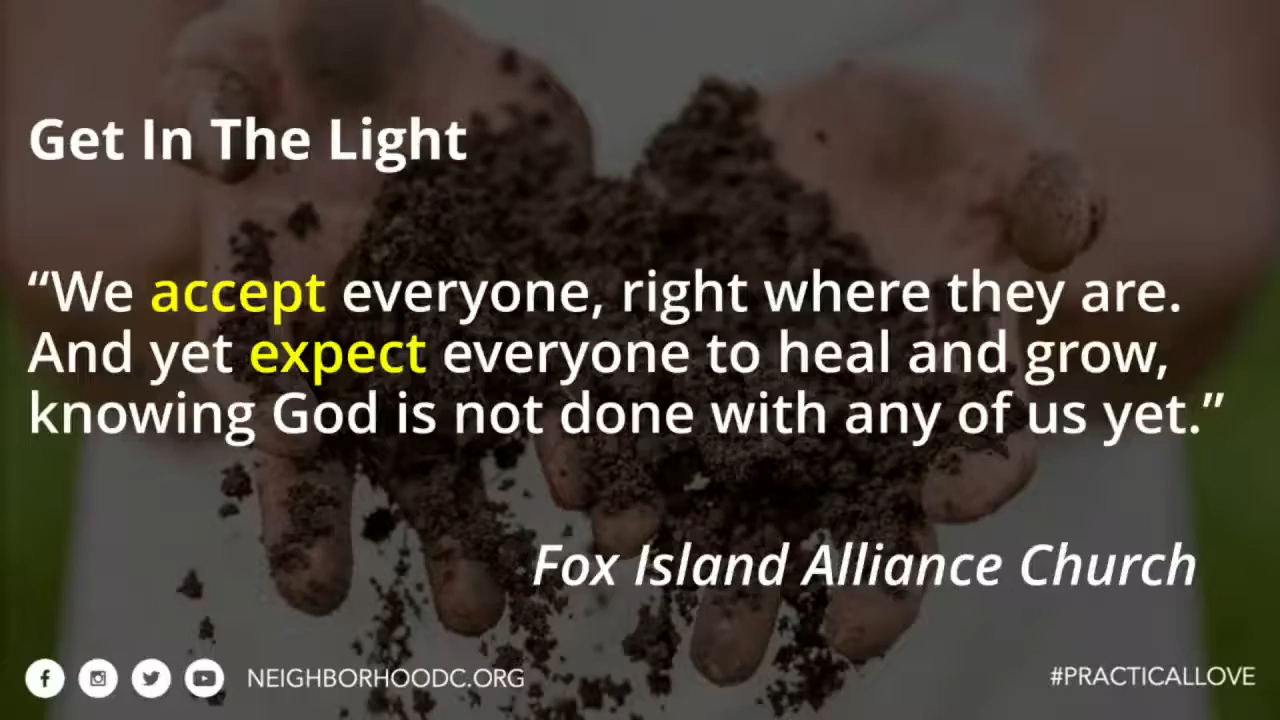 Get In The Light
“We accept everyone, right where they are.
And yet expect everyone to heal and grow,
knowing God is not done with any of us yet.”
Fox Island Alliance Church
NEIGHBORHOODC.ORG
#PRACTICALLOVE